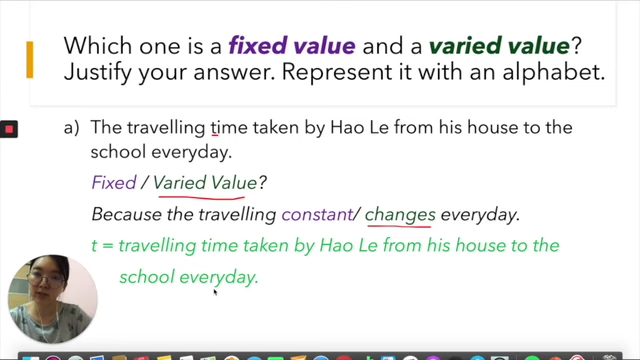 Which one is a fixed value and a varied value?
Justify your answer. Represent it with an alphabet.
a) The travelling time taken by Hao Le from his house to the
school everyday.
Fixed / Varied Value?
Because the travelling constant/ changes everyday.
t = travelling time taken by Hao Le from his house to the
school everyday.